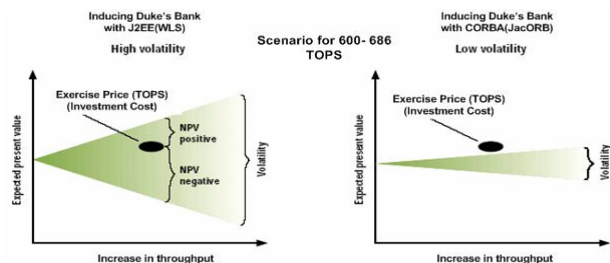 Inducing Duke's Bank
with J2EE(WLS)
High volatility
Scenario for 600- 686
TOPS
Inducing Duke's Bank
with CORBA(JacORB)
Low volatility
Expected present value
Exercise Price (TOPS)
(Investment Cost)
NPV
positive
NPV
negative
Volatility
Increase in throughput
Expected present value
Exercise Price (TOPS)
(Investment Cost)
Volatility
Increase in throughput